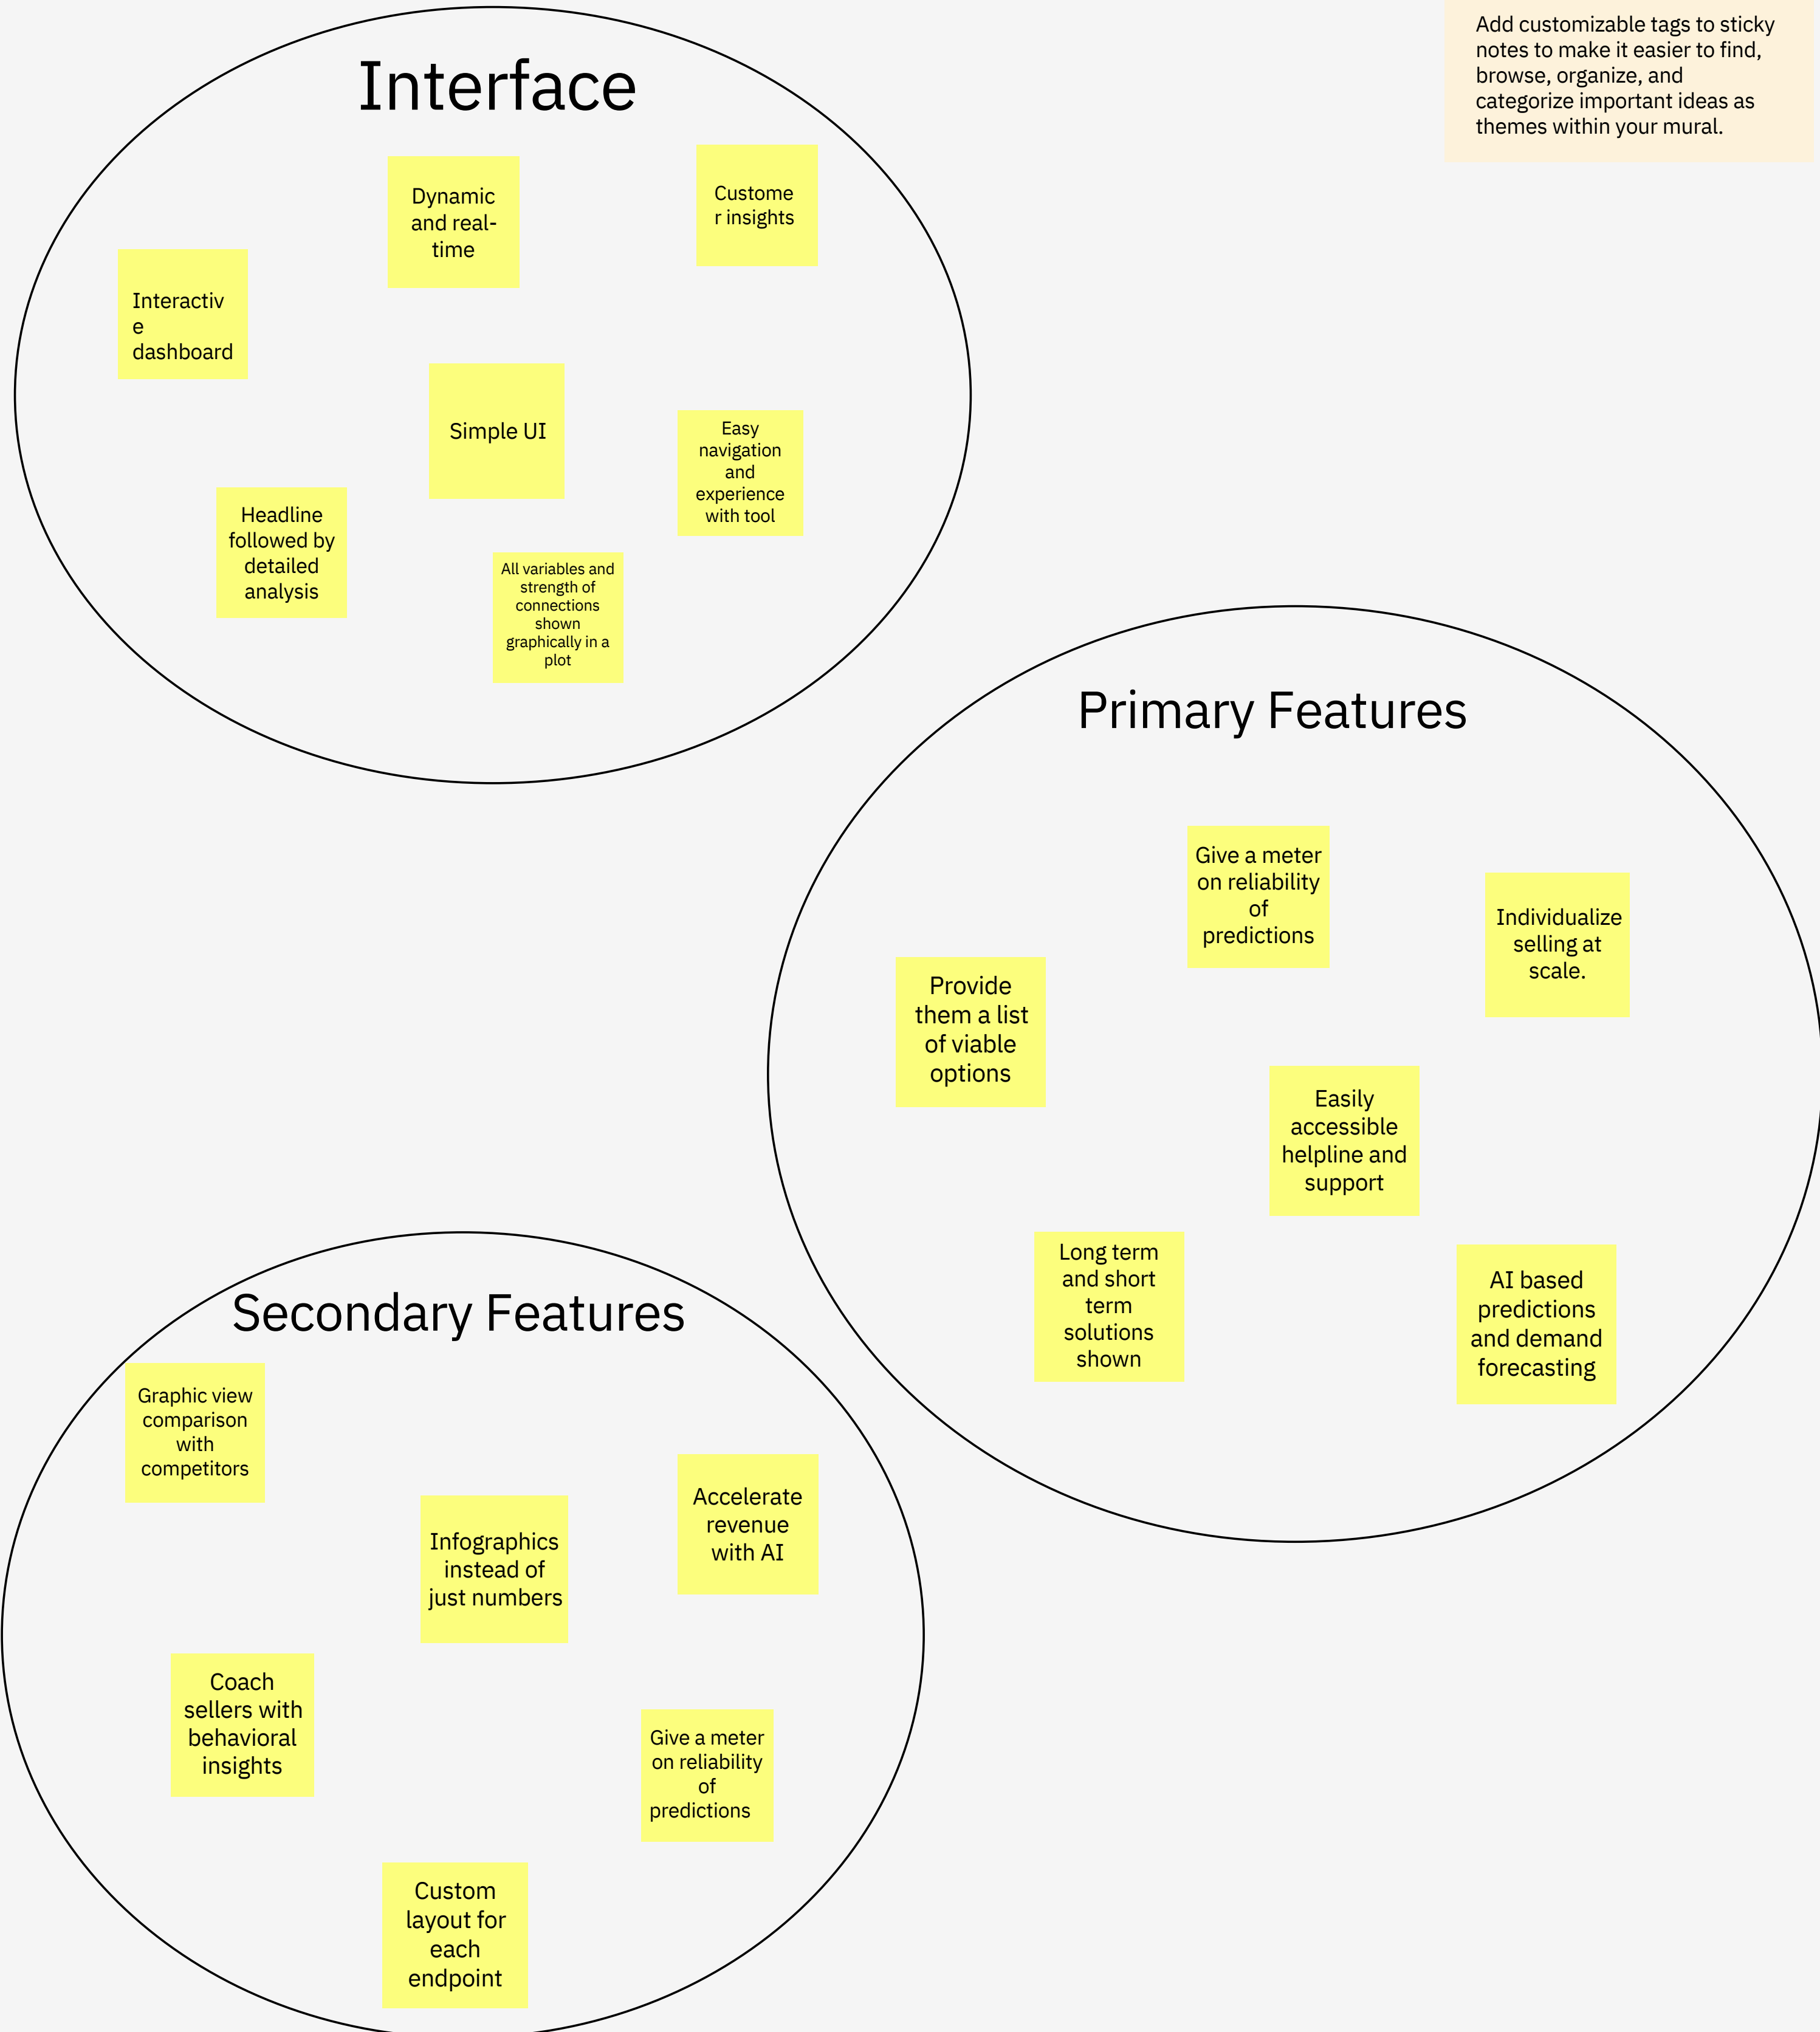 Add customizable tags to sticky
notes to make it easier to find,
browse, organize, and
categorize important ideas as
themes within your mural.
Interface
Dynamic
and real-
time
Custome
r insights
Interactiv
e
dashboard
Simple UI
Easy
navigation
and
experience
with tool
Headline
followed by
detailed
analysis
All variables and
strength of
connections
shown
graphically in a
plot
Primary Features
Give a meter
on reliability
of
predictions
Individualize
selling at
scale.
Provide
them a list
of viable
options
Easily
accessible
helpline and
support
Long term
and short
term
solutions
shown
AI based
predictions
and demand
forecasting
Secondary Features
Graphic view
comparison
with
competitors
Accelerate
revenue
with AI
Infographics
instead of
just numbers
Coach
sellers with
behavioral
insights
Give a meter
on reliability
of
predictions
Custom
layout for
each
endpoint